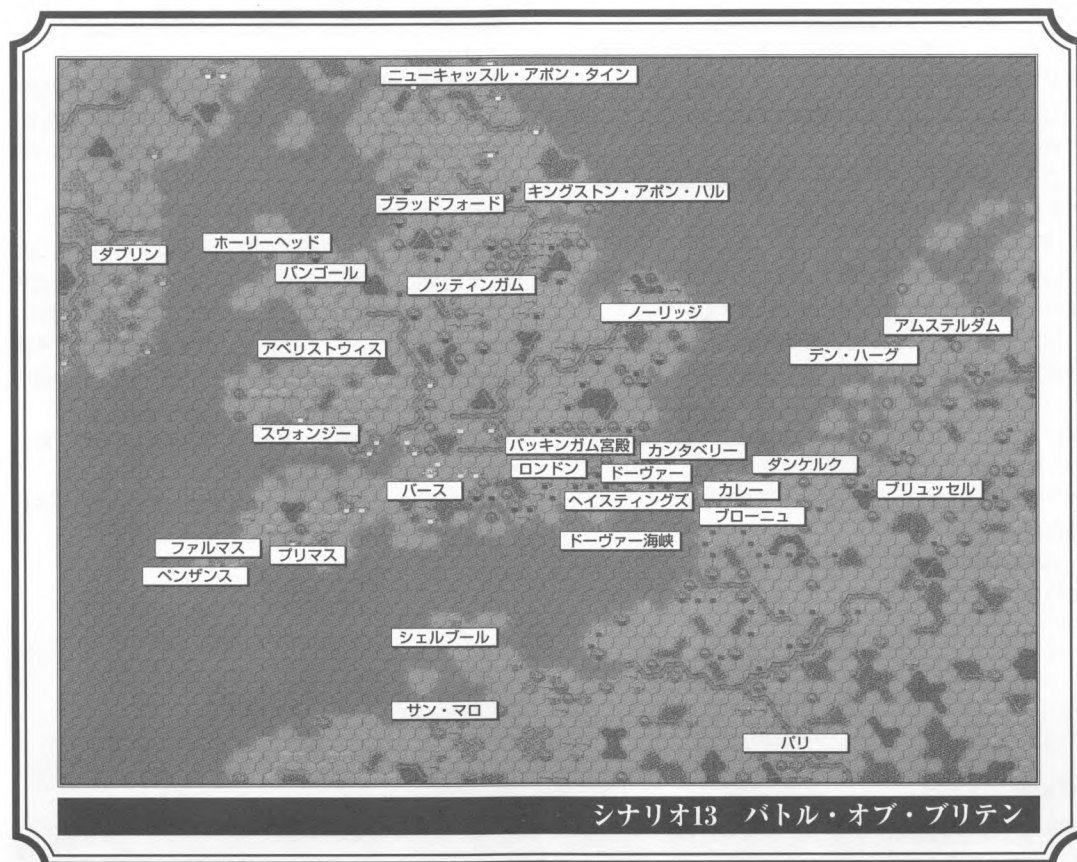 ニューキャッスル・アポン・タイン
キングストン・アポン・ハル
ブラッドフォード
ホーリーヘッド
ダブリン
バンゴール
ノッティンガム
ノーリッジ
アムステルダム
デン・ハーグ
アベリストウィス
スウォンジー
バッキンガム宮殿
カンタベリー
ロンドン
ドーヴァー
ダンケルク
バース
ヘイスティングズ
カレー
ブリュッセル
ブローニュ
ドーヴァー海峡
ファルマス
プリマス
ペンザンス
シェルブール
サン・マロ
パリ
シナリオ13 バトル・オブ・ブリテン